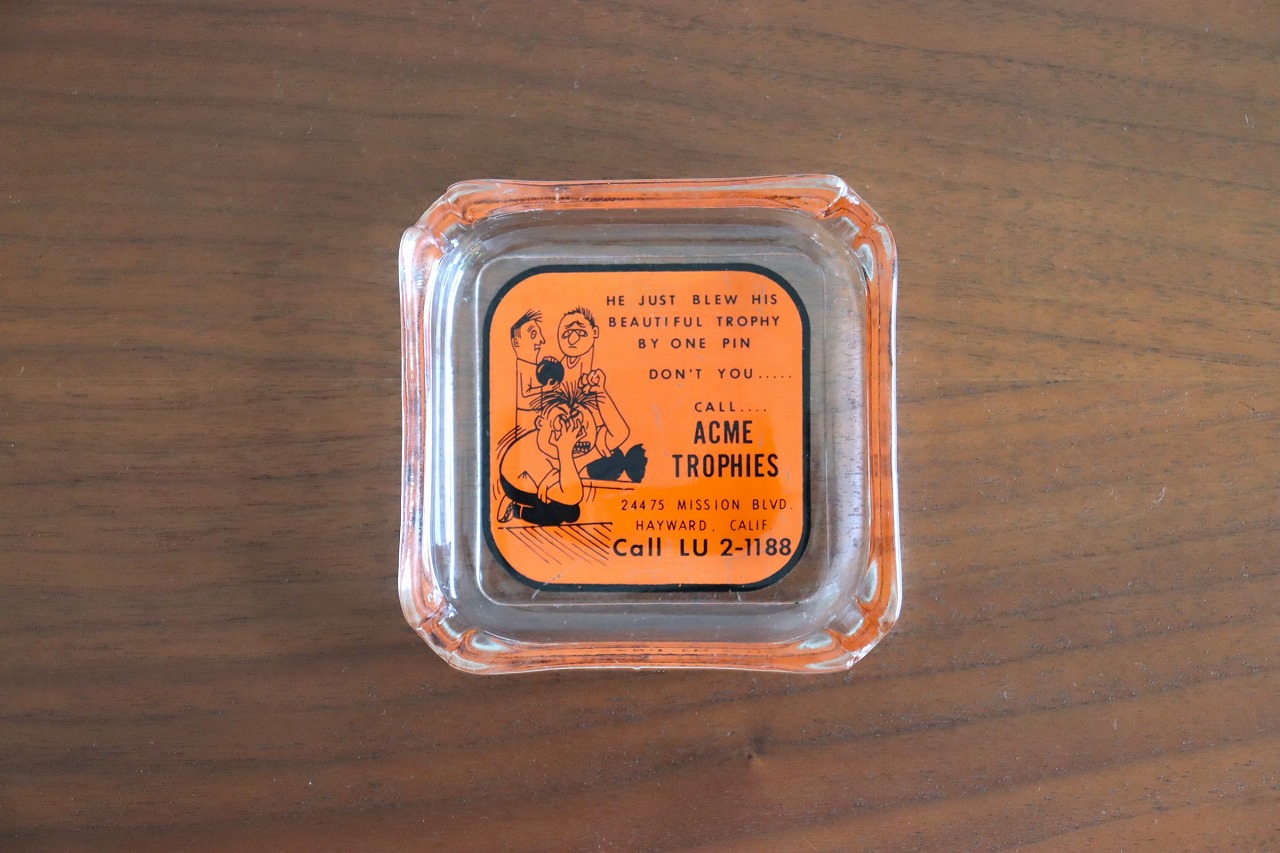 HE JUST BLEW HIS
BEAUTIFUL TROPHY
BY ONE PIN
DON'T YOU.....
CALL....
ACME
TROPHIES
24475 MISSION BLVD.
HAYWARD, CALIF.
Call LU 2-1188